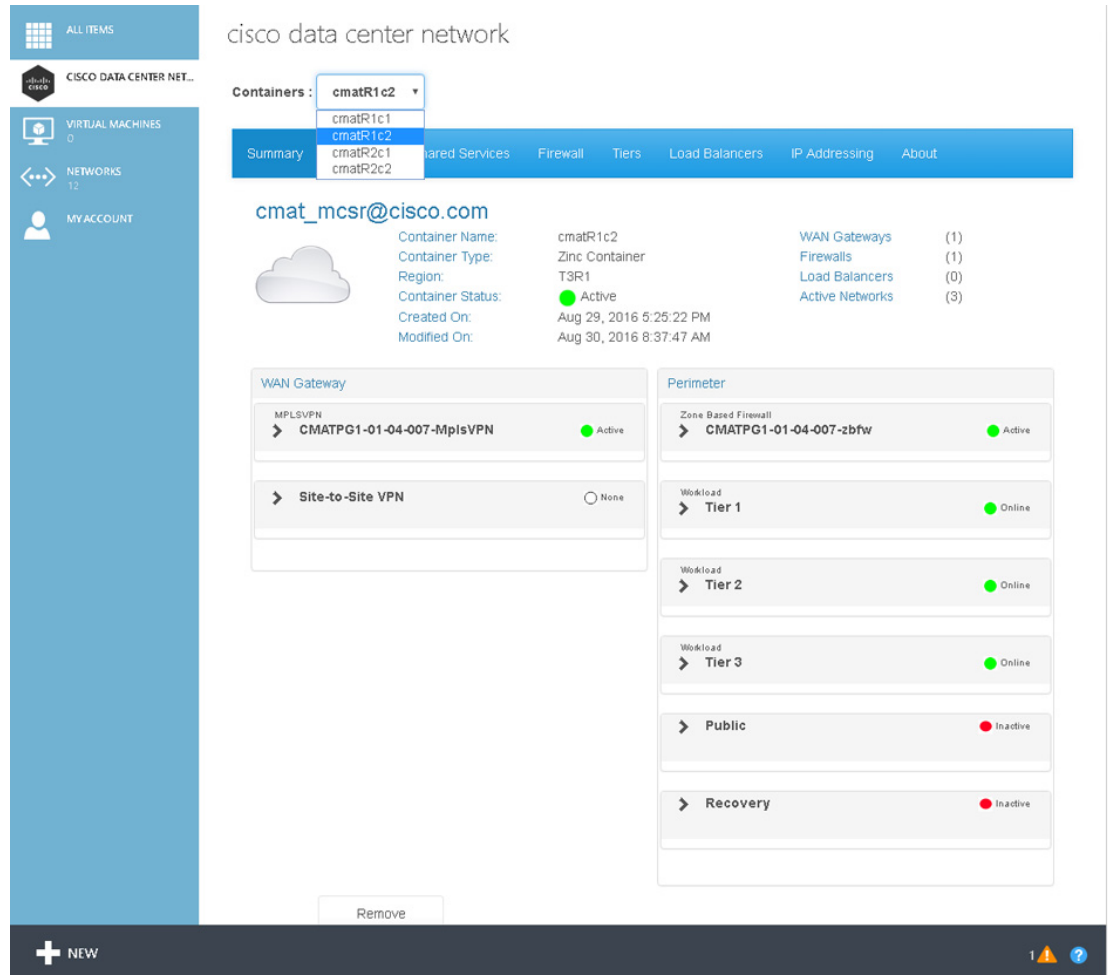 ALL ITEMS
cisco data center network
CISCO
CISCO DATA CENTER NET...
VIRTUAL MACHINES
0
NETWORKS
12
MY ACCOUNT
Containers : cmatR1c2
cmatR1c1
cmatR1c2
cmatR2c1
cmatR2c2
Summary Services Firewall Tiers Load Balancers IP Addressing About
cmat_mcsr@cisco.com
Container Name: cmatR1c2 WAN Gateways (1)
Container Type: Zinc Container Firewalls (1)
Region: T3R1 Load Balancers (0)
Container Status: Active Active Networks (3)
Created On: Aug 29, 2016 5:25:22 PM
Modified On: Aug 30, 2016 8:37:47 AM
WAN Gateway
MPLSVPN
CMATPG1-01-04-007-MplsVPN Active
Site-to-Site VPN None
Perimeter
Zone Based Firewall
CMATPG1-01-04-007-zbfw Active
Workload
Tier 1 Online
Workload
Tier 2 Online
Workload
Tier 3 Online
Public Inactive
Recovery Inactive
Remove
NEW 1 ?